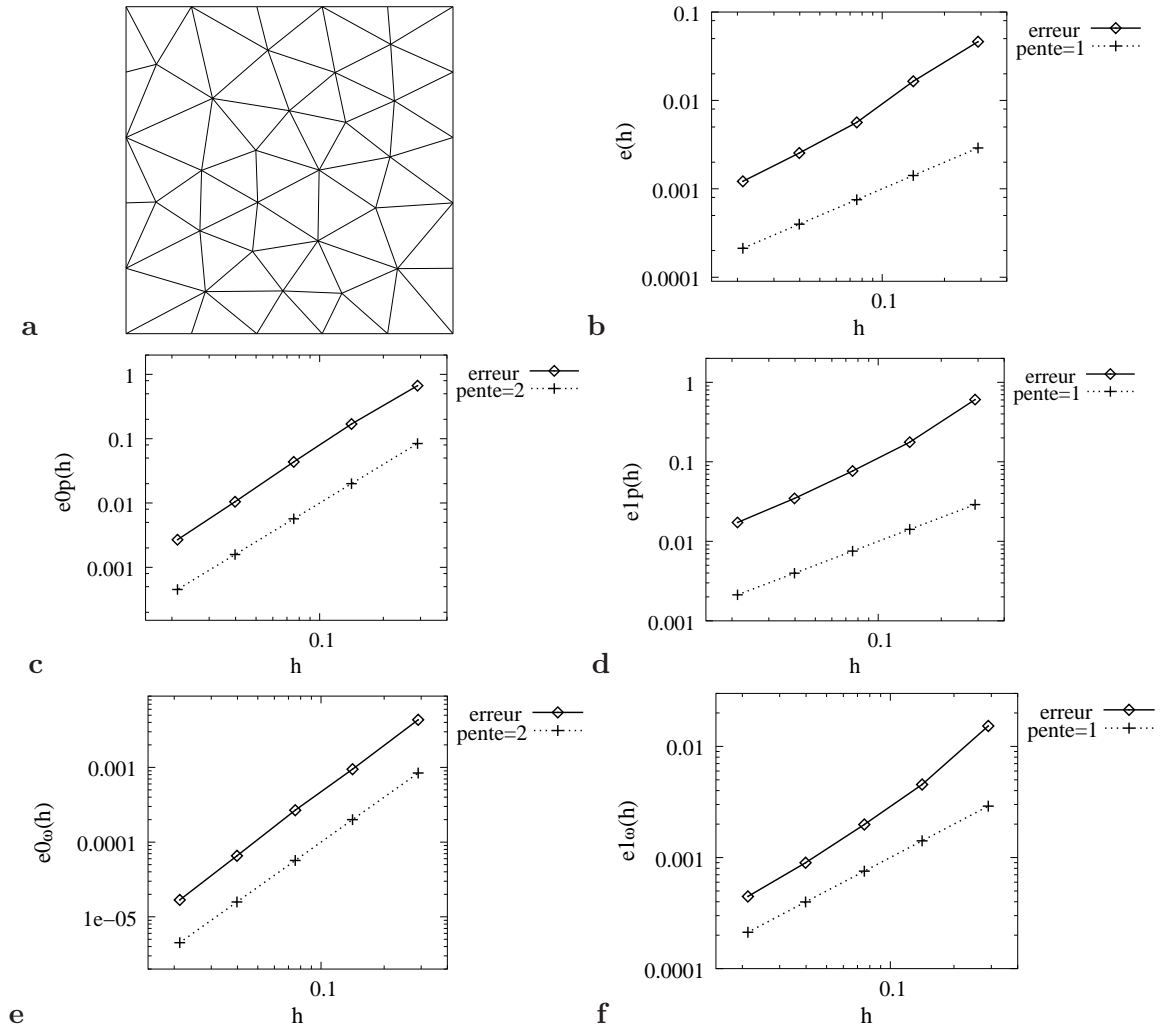 a
0.1
0.01
0.001
0.0001
0.1
e(h)
h
erreur
pente=1
b
1
0.1
0.01
0.001
0.1
e0p(h)
h
erreur
pente=2
c
1
0.1
0.01
0.001
0.1
e1p(h)
h
erreur
pente=1
d
0.001
0.0001
1e−05
0.1
e0ω(h)
h
erreur
pente=2
e
0.01
0.001
0.0001
0.1
e1ω(h)
h
erreur
pente=1
f